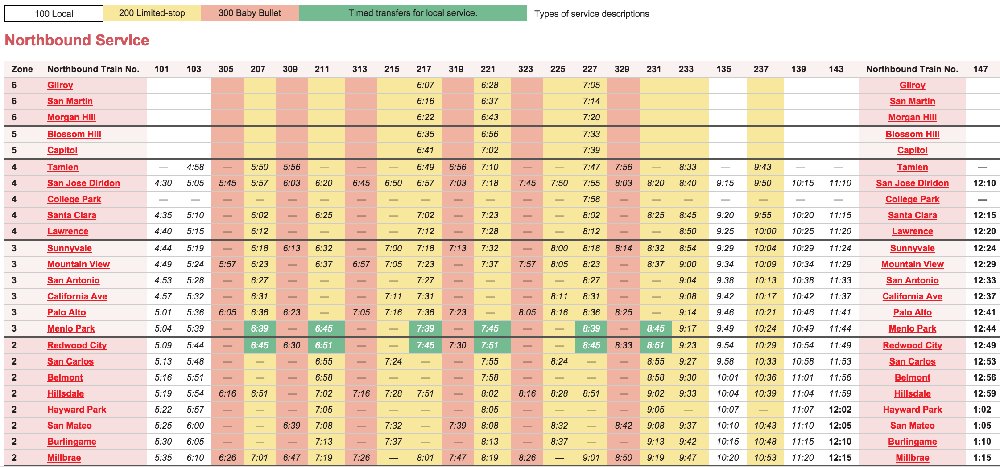 100 Local 200 Limited-stop 300 Baby Bullet Timed transfers for local service. Types of service descriptions
Northbound Service
Zone Northbound Train No. 101 103 305 207 309 211 313 215 217 319 221 323 225 227 329 231 233 135 237 139 143 Northbound Train No. 147
6 Gilroy 6:07 6:28 7:05 Gilroy
6 San Martin 6:16 6:37 7:14 San Martin
6 Morgan Hill 6:22 6:43 7:20 Morgan Hill
5 Blossom Hill 6:35 6:56 7:33 Blossom Hill
5 Capitol 6:41 7:02 7:39 Capitol
4 Tamien — 4:58 — 5:50 5:56 — — — 6:49 6:56 7:10 — — 7:47 7:56 — 8:33 — 9:43 — — Tamien —
4 San Jose Diridon 4:30 5:05 5:45 5:57 6:03 6:20 6:45 6:50 6:57 7:03 7:18 7:45 7:50 7:55 8:03 8:20 8:40 9:15 9:50 10:15 11:10 San Jose Diridon 12:10
4 College Park — — — — — — — — — — — — — 7:58 — — — — — — — College Park —
4 Santa Clara 4:35 5:10 — 6:02 — 6:25 — — 7:02 — 7:23 — — 8:02 — 8:25 8:45 9:20 9:55 10:20 11:15 Santa Clara 12:15
4 Lawrence 4:40 5:15 — 6:12 — — — — 7:12 — 7:28 — — 8:12 — — 8:50 9:25 10:00 10:25 11:20 Lawrence 12:20
3 Sunnyvale 4:44 5:19 — 6:18 6:13 6:32 — 7:00 7:18 7:13 7:32 — 8:00 8:18 8:14 8:32 8:54 9:29 10:04 10:29 11:24 Sunnyvale 12:24
3 Mountain View 4:49 5:24 5:57 6:23 — 6:37 6:57 7:05 7:23 — 7:37 7:57 8:05 8:23 — 8:37 9:00 9:34 10:09 10:34 11:29 Mountain View 12:29
3 San Antonio 4:53 5:28 — 6:27 — — — — 7:27 — — — — 8:27 — — 9:04 9:38 10:13 10:38 11:33 San Antonio 12:33
3 California Ave 4:57 5:32 — 6:31 — — — 7:11 7:31 — — — 8:11 8:31 — — 9:08 9:42 10:17 10:42 11:37 California Ave 12:37
3 Palo Alto 5:01 5:36 6:05 6:36 6:23 — 7:05 7:16 7:36 7:23 — 8:05 8:16 8:36 8:25 — 9:14 9:46 10:21 10:46 11:41 Palo Alto 12:41
3 Menlo Park 5:04 5:39 — 6:39 — 6:45 — — 7:39 — 7:45 — — 8:39 — 8:45 9:17 9:49 10:24 10:49 11:44 Menlo Park 12:44
2 Redwood City 5:09 5:44 — 6:45 6:30 6:51 — — 7:45 7:30 7:51 — — 8:45 8:33 8:51 9:23 9:54 10:29 10:54 11:49 Redwood City 12:49
2 San Carlos 5:13 5:48 — — — 6:55 — 7:24 — — 7:55 — 8:24 — — 8:55 9:27 9:58 10:33 10:58 11:53 San Carlos 12:53
2 Belmont 5:16 5:51 — — — 6:58 — — — — 7:58 — — — — 8:58 9:30 10:01 10:36 11:01 11:56 Belmont 12:56
2 Hillsdale 5:19 5:54 6:16 6:51 — 7:02 7:16 7:28 7:51 — 8:02 8:16 8:28 8:51 — 9:02 9:33 10:04 10:39 11:04 11:59 Hillsdale 12:59
2 Hayward Park 5:22 5:57 — — — 7:05 — — — — 8:05 — — — — 9:05 — 10:07 — 11:07 12:02 Hayward Park 1:02
2 San Mateo 5:25 6:00 — — 6:39 7:08 — 7:32 — 7:39 8:08 — 8:32 — 8:42 9:08 9:37 10:10 10:43 11:10 12:05 San Mateo 1:05
2 Burlingame 5:30 6:05 — — — 7:13 — 7:37 — — 8:13 — 8:37 — — 9:13 9:42 10:15 10:48 11:15 12:10 Burlingame 1:10
2 Millbrae 5:35 6:10 6:26 7:01 6:47 7:19 7:26 — 8:01 7:47 8:19 8:26 — 9:01 8:50 9:19 9:47 10:20 10:53 11:20 12:15 Millbrae 1:15